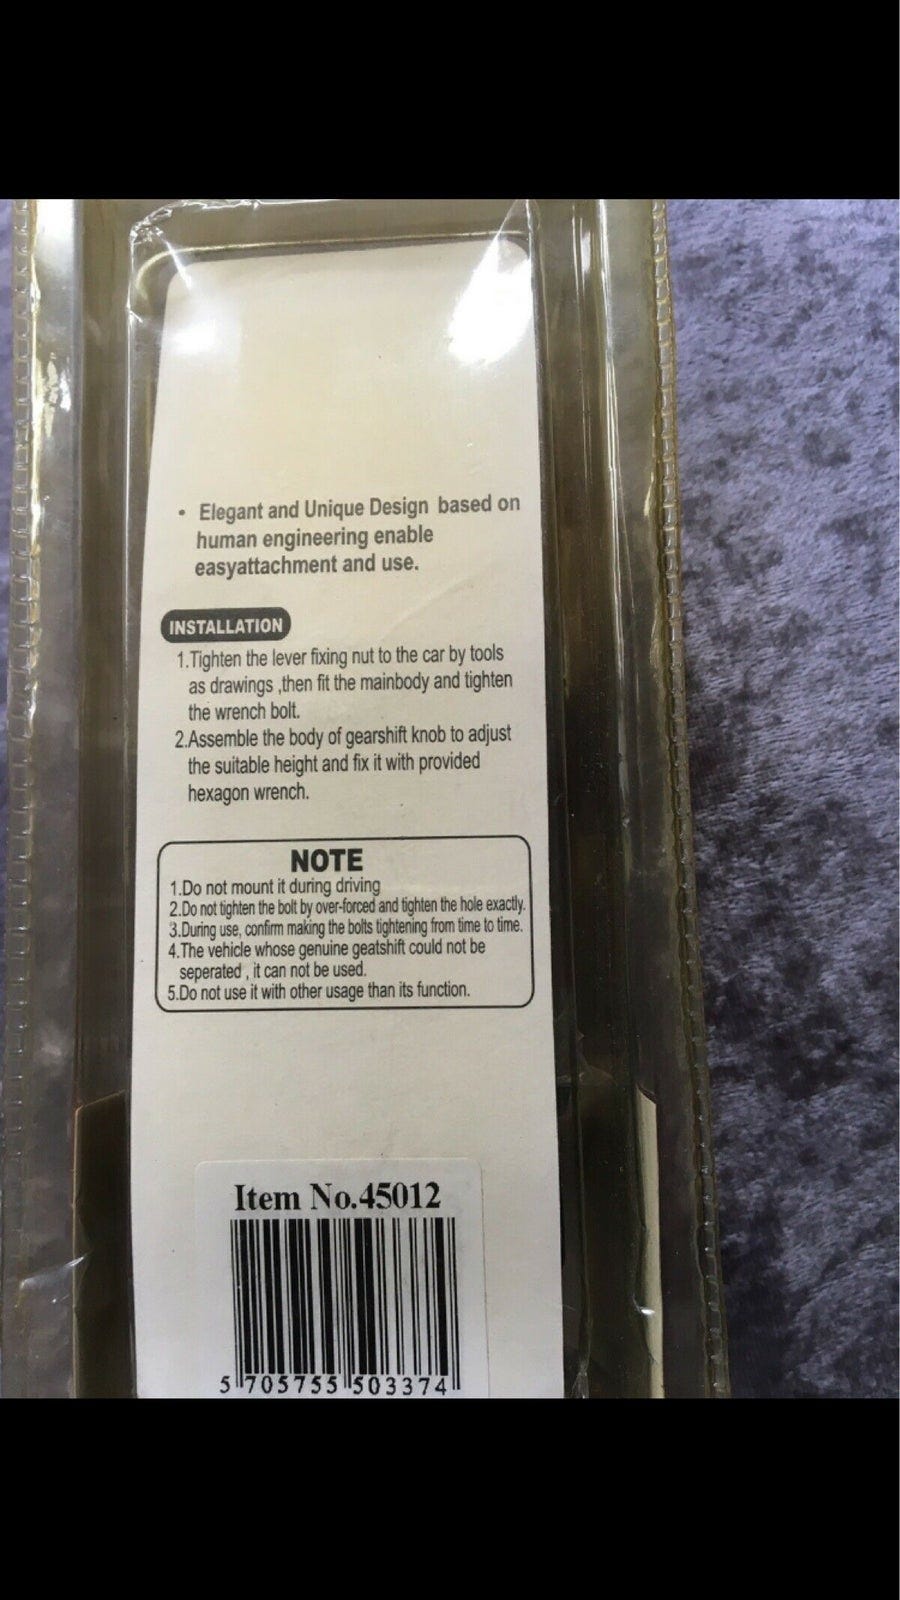 • Elegant and Unique Design based on
human engineering enable
easyattachment and use.
INSTALLATION
1.Tighten the lever fixing nut to the car by tools
as drawings ,then fit the mainbody and tighten
the wrench bolt.
2.Assemble the body of gearshift knob to adjust
the suitable height and fix it with provided
hexagon wrench.
NOTE
1.Do not mount it during driving
2.Do not tighten the bolt by over-forced and tighten the hole exactly.
3.During use, confirm making the bolts tightening from time to time.
4.The vehicle whose genuine geatshift could not be
seperated , it can not be used.
5.Do not use it with other usage than its function.
Item No.45012
5 705755 503374